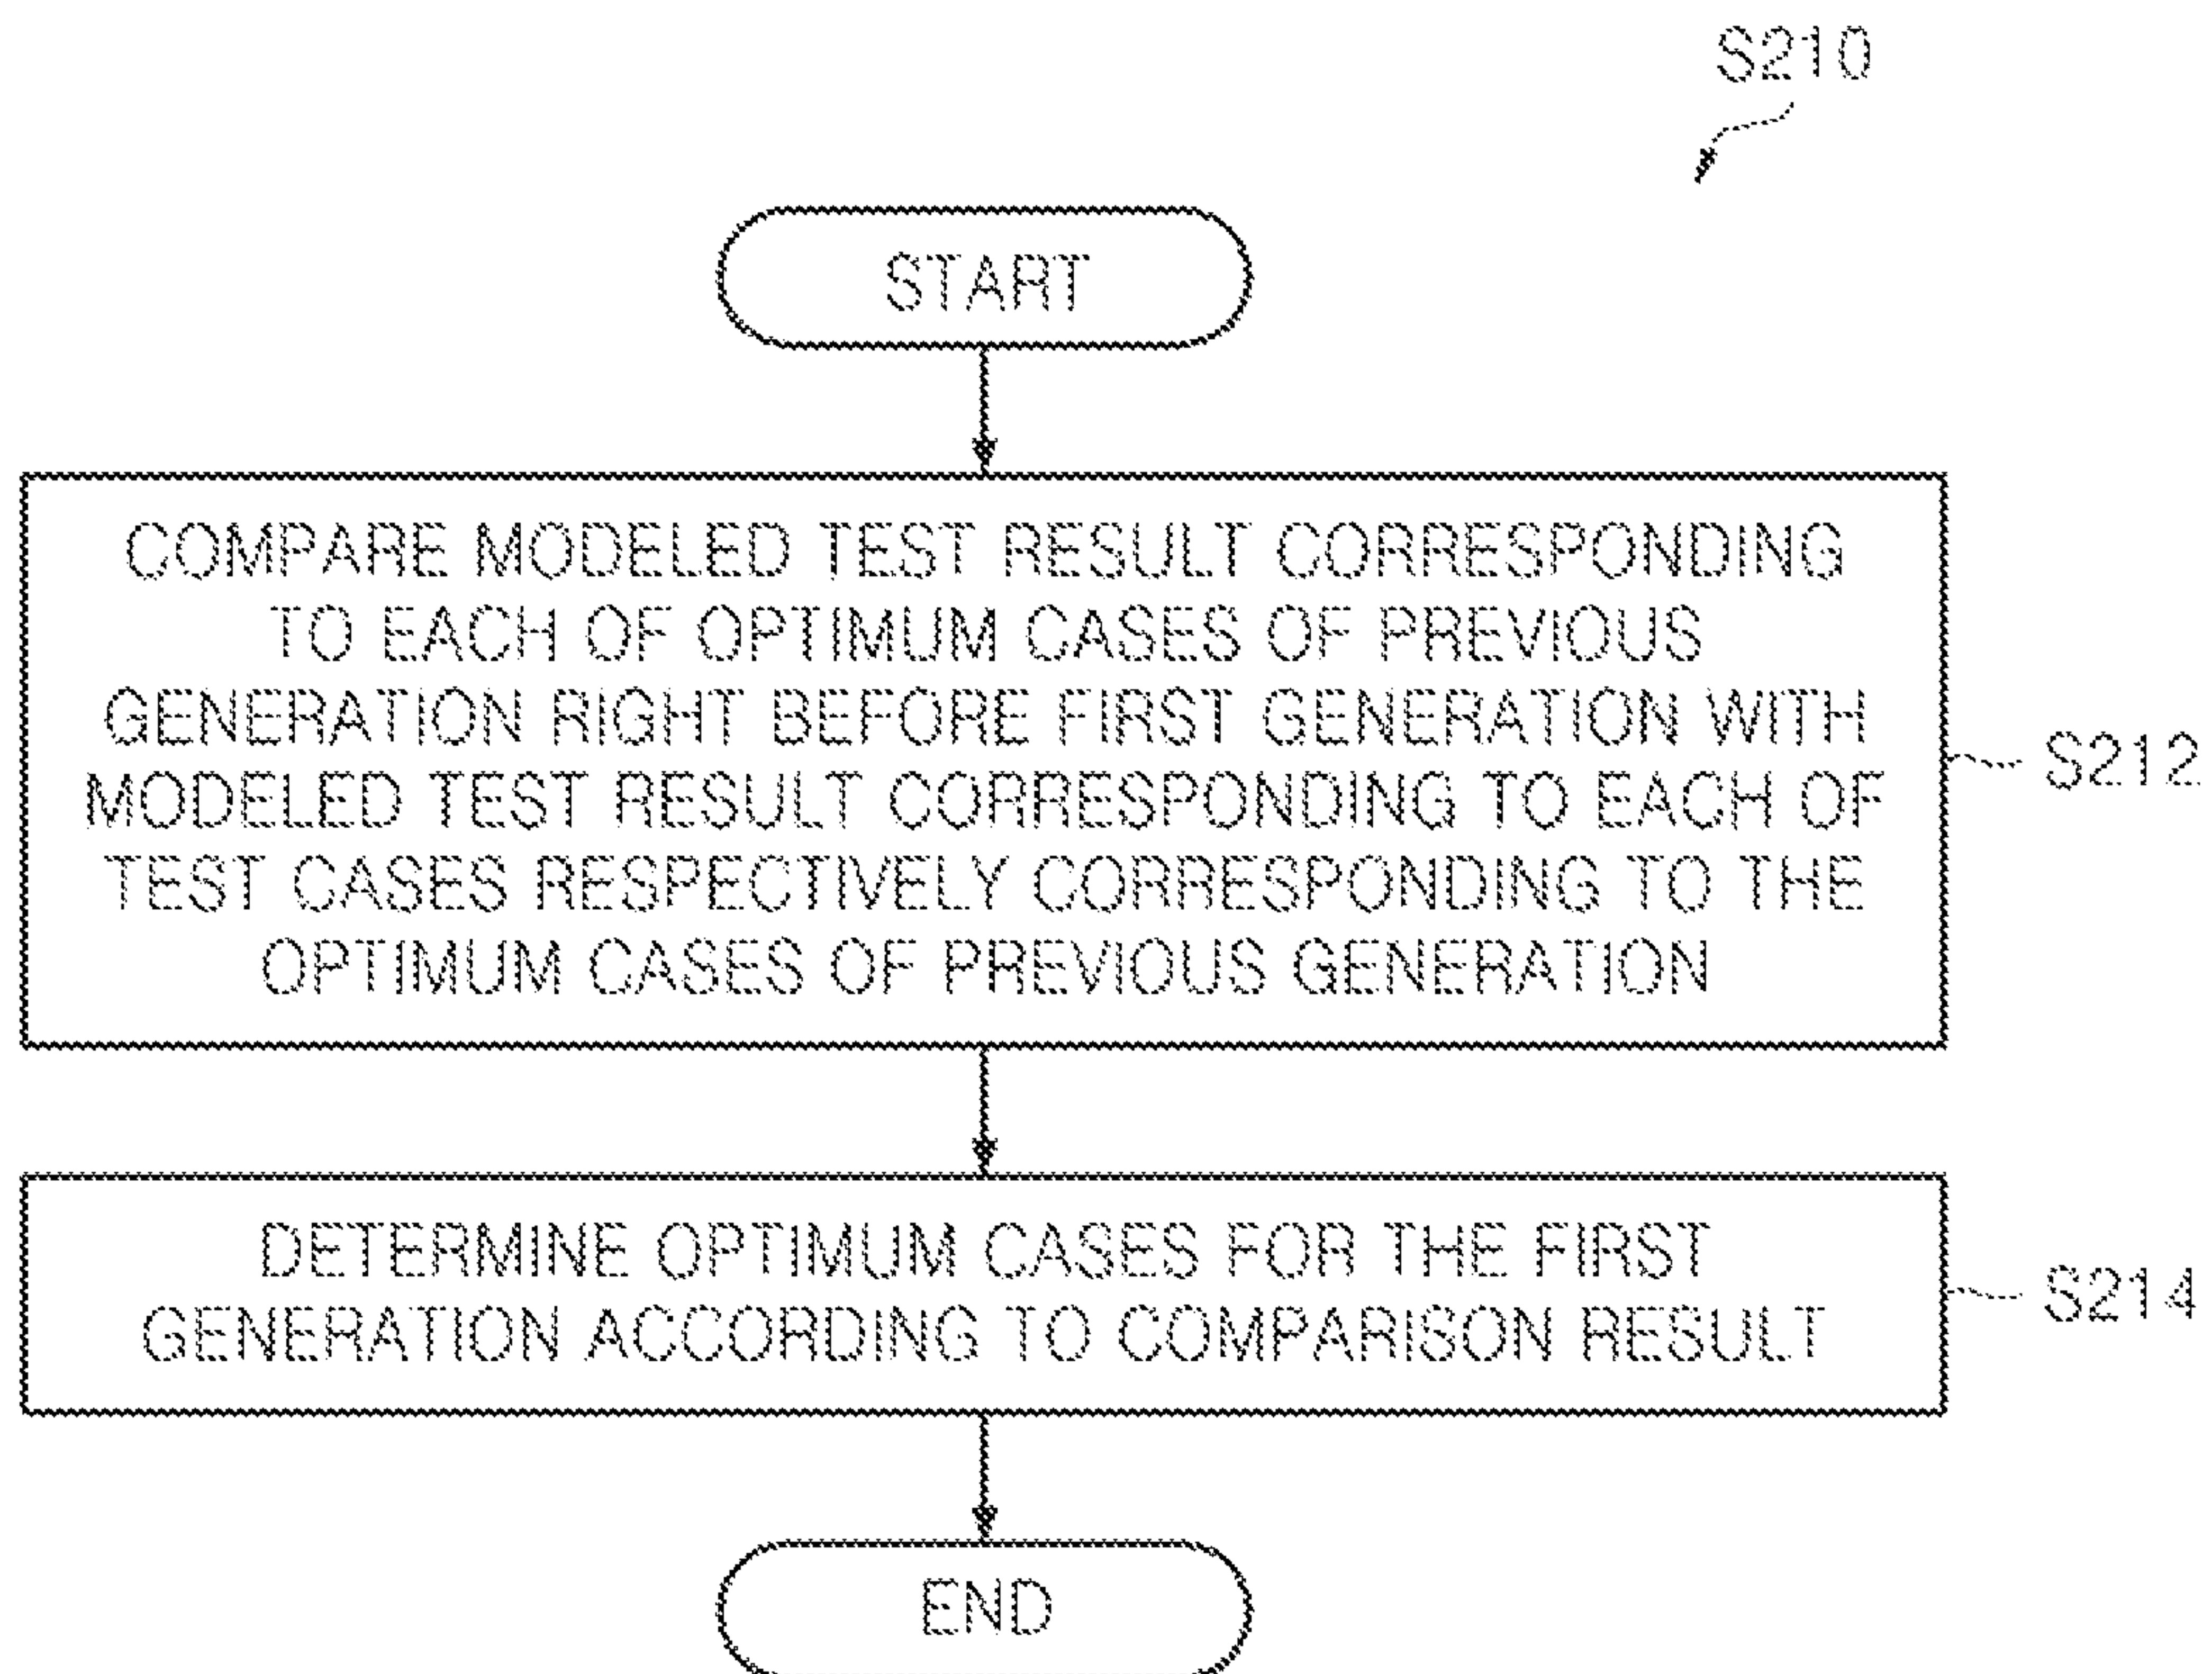 S210
START
COMPARE MODELED TEST RESULT CORRESPONDING
TO EACH OF OPTIMUM CASES OF PREVIOUS
GENERATION RIGHT BEFORE FIRST GENERATION WITH
MODELED TEST RESULT CORRESPONDING TO EACH OF
TEST CASES RESPECTIVELY CORRESPONDING TO THE
OPTIMUM CASES OF PREVIOUS GENERATION
S212
DETERMINE OPTIMUM CASES FOR THE FIRST
GENERATION ACCORDING TO COMPARISON RESULT
S214
END